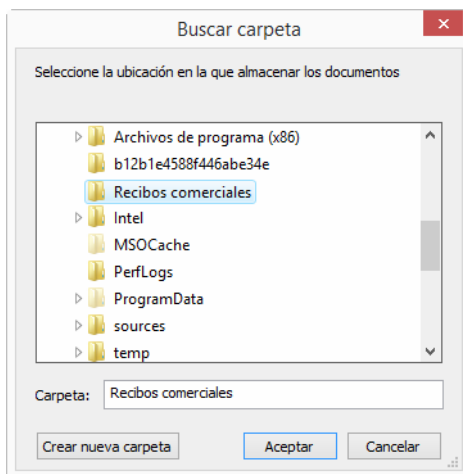 Buscar carpeta
Seleccione la ubicación en la que almacenar los documentos
Archivos de programa (x86)
b12b1e4588f446abe34e
Recibos comerciales
Intel
MSOCache
PerfLogs
ProgramData
sources
temp
Carpeta: Recibos comerciales
Crear nueva carpeta Aceptar Cancelar